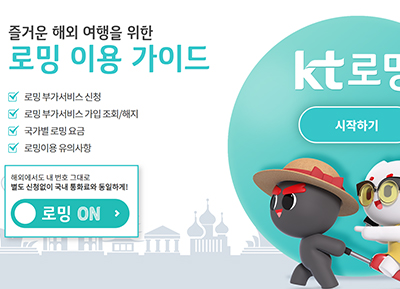 즐거운 해외 여행을 위한
로밍 이용 가이드
로밍 부가서비스 신청
로밍 부가서비스 가입 조회/해지
국가별 로밍 요금
로밍이용 유의사항
해외에서도 내 번호 그대로
별도 신청없이 국내 통화료와 동일하게!
로밍 ON
kt로밍
시작하기